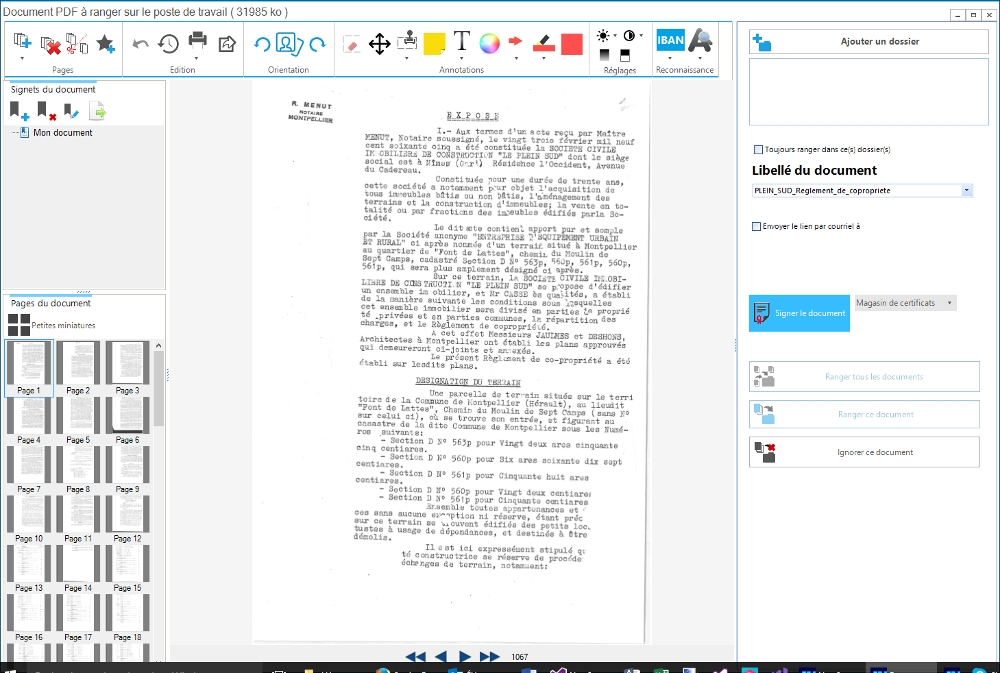 Document PDF à ranger sur le poste de travail ( 31985 ko )
Pages
Edition
Orientation
Annotations
Réglages
IBAN
Reconnaissance
Signets du document
Mon document
Pages du document
Petites miniatures
Page 1
Page 2
Page 3
Page 4
Page 5
Page 6
Page 7
Page 8
Page 9
Page 10
Page 11
Page 12
Page 13
Page 14
Page 15
Page 16
Page 17
Page 18
R. MENUT
NOTAIRE
MONTPELLIER
E X P O S E
I.- Aux termes d'un acte reçu par Maître
MENUT, Notaire soussigné, le vingt trois février mil neuf
cent soixante cinq a été constituée la SOCIETE CIVILE
IM OBILIERE DE CONSTRUCTION "LE PLEIN SUD" dont le siège
social est à Nîmes (Gard) Résidence l'Occident, Avenue
du Cadereau.
Constituée pour une durée de trente ans,
cette société a notamment pour objet l'acquisition de
tous immeubles bâtis ou non bâtis, l'aménagement des
terrains et la construction d'immeubles; la vente en to-
talité ou par fractions des immeubles édifiés parla So-
ciété.
Le dit acte contient apport pur et somple
par la Société anonyme "ENTREPRISE D'EQUIPEMENT URBAIN
ET RURAL" ci après nommée d'un terrain situé à Montpellier
au quartier de "Font de Lattes", chemin du Moulin de
Sept Camps, cadastré Section D N° 563p, 560p, 561p, 560p,
561p, qui sera plus amplement désigné ci après.
Sur ce terrain, la SOCIETE CIVILE IMMOBI-
LIERE DE CONSTRUCTION "LE PLEIN SUD" se propose d'édifier
un ensemble im obilier, et Mr CASSE ès qualités, a établi
de la manière suivante les conditions sous lesquelles
cet ensemble immobilier sera divisé en parties de proprié
té privées et en parties communes, la répartition des
charges, et le Règlement de copropriété.
A cet effet Messieurs JAULMES et DESHONS,
Architectes à Montpellier ont établi les plans approuvés
qui demeureront ci-joints et annexés.
Le présent Règlement de co-propriété a été
établi sur lesdits plans.
DESIGNATION DU TERRAIN
Une parcelle de terrain située sur le terri
toire de la Commune de Montpellier (Hérault), au lieudit
"Font de Lattes", Chemin du Moulin de Sept Camps (sans N°
sur celui ci), où se trouve son entrée, et figurant au
casastre de la dite Commune de Montpellier sous les Numé-
ros suivants:
- Section D N° 563p pour Vingt deux ares cinquante
cinq centiares.
- Section D N° 560p pour Six ares soixante dix sept
centiares.
- Section D N° 561p pour Cinquante huit ares
centiares.
- Section D N° 560p pour Vingt deux centiares
- Section D N° 561p pour Cinquante centiares
Ensemble toutes appartenances et
ces sans aucune exception ni réserve, étant préc
sur ce terrain se trouvent édifiés des petits loc
tustes à usage de dépendances, et destinés à être
démolis.
Il est ici expressément stipulé qu
té constructrice se réserve de procéde
échanges de terrain, notamment:
1067
Ajouter un dossier
Toujours ranger dans ce(s) dossier(s)
Libellé du document
PLEIN_SUD_Reglement_de_copropriete
Envoyer le lien par courriel à
Signer le document
Magasin de certificats
Ranger tous les documents
Ranger ce document
Ignorer ce document